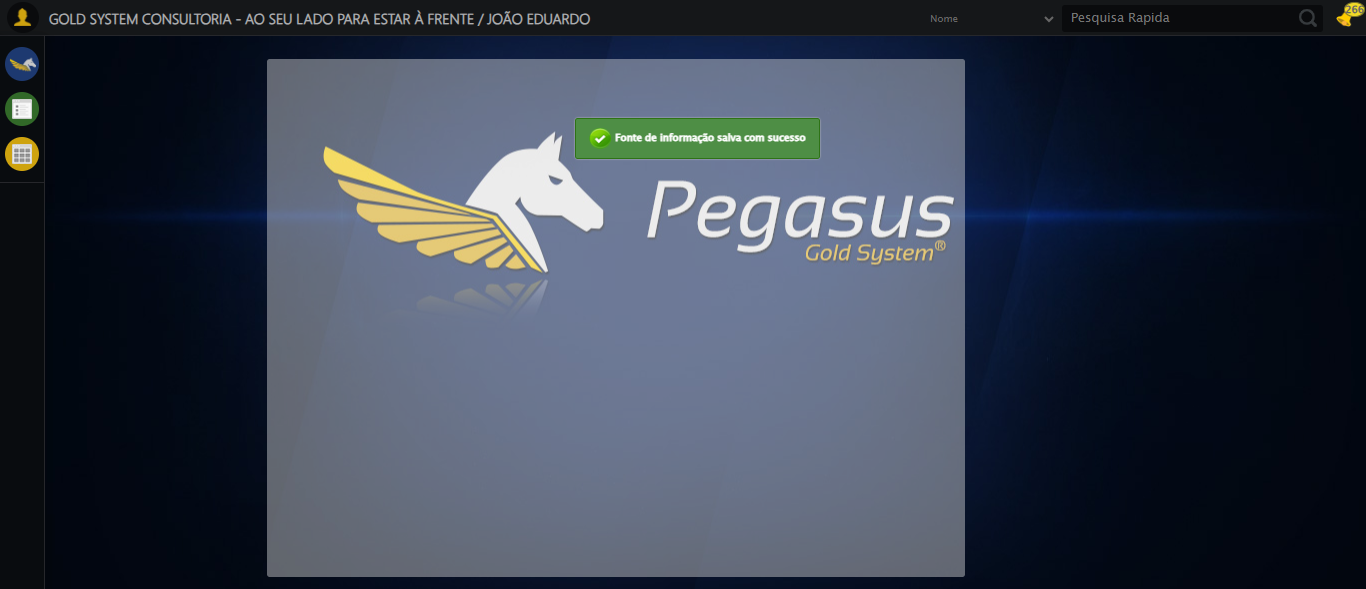 GOLD SYSTEM CONSULTORIA - AO SEU LADO PARA ESTAR À FRENTE / JOÃO EDUARDO
Nome
Pesquisa Rapida
266
Fonte de informação salva com sucesso
Pegasus
Gold System®